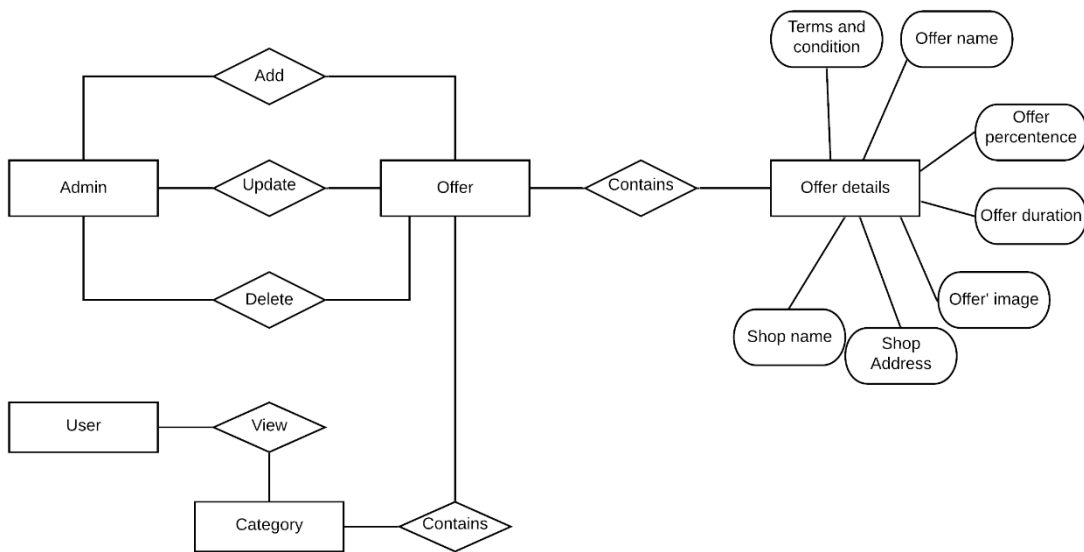 Terms and
condition
Offer name
Add
Offer
percentence
Admin
Update
Offer
Contains
Offer details
Offer duration
Delete
Offer' image
Shop name
Shop
Address
User
View
Category
Contains